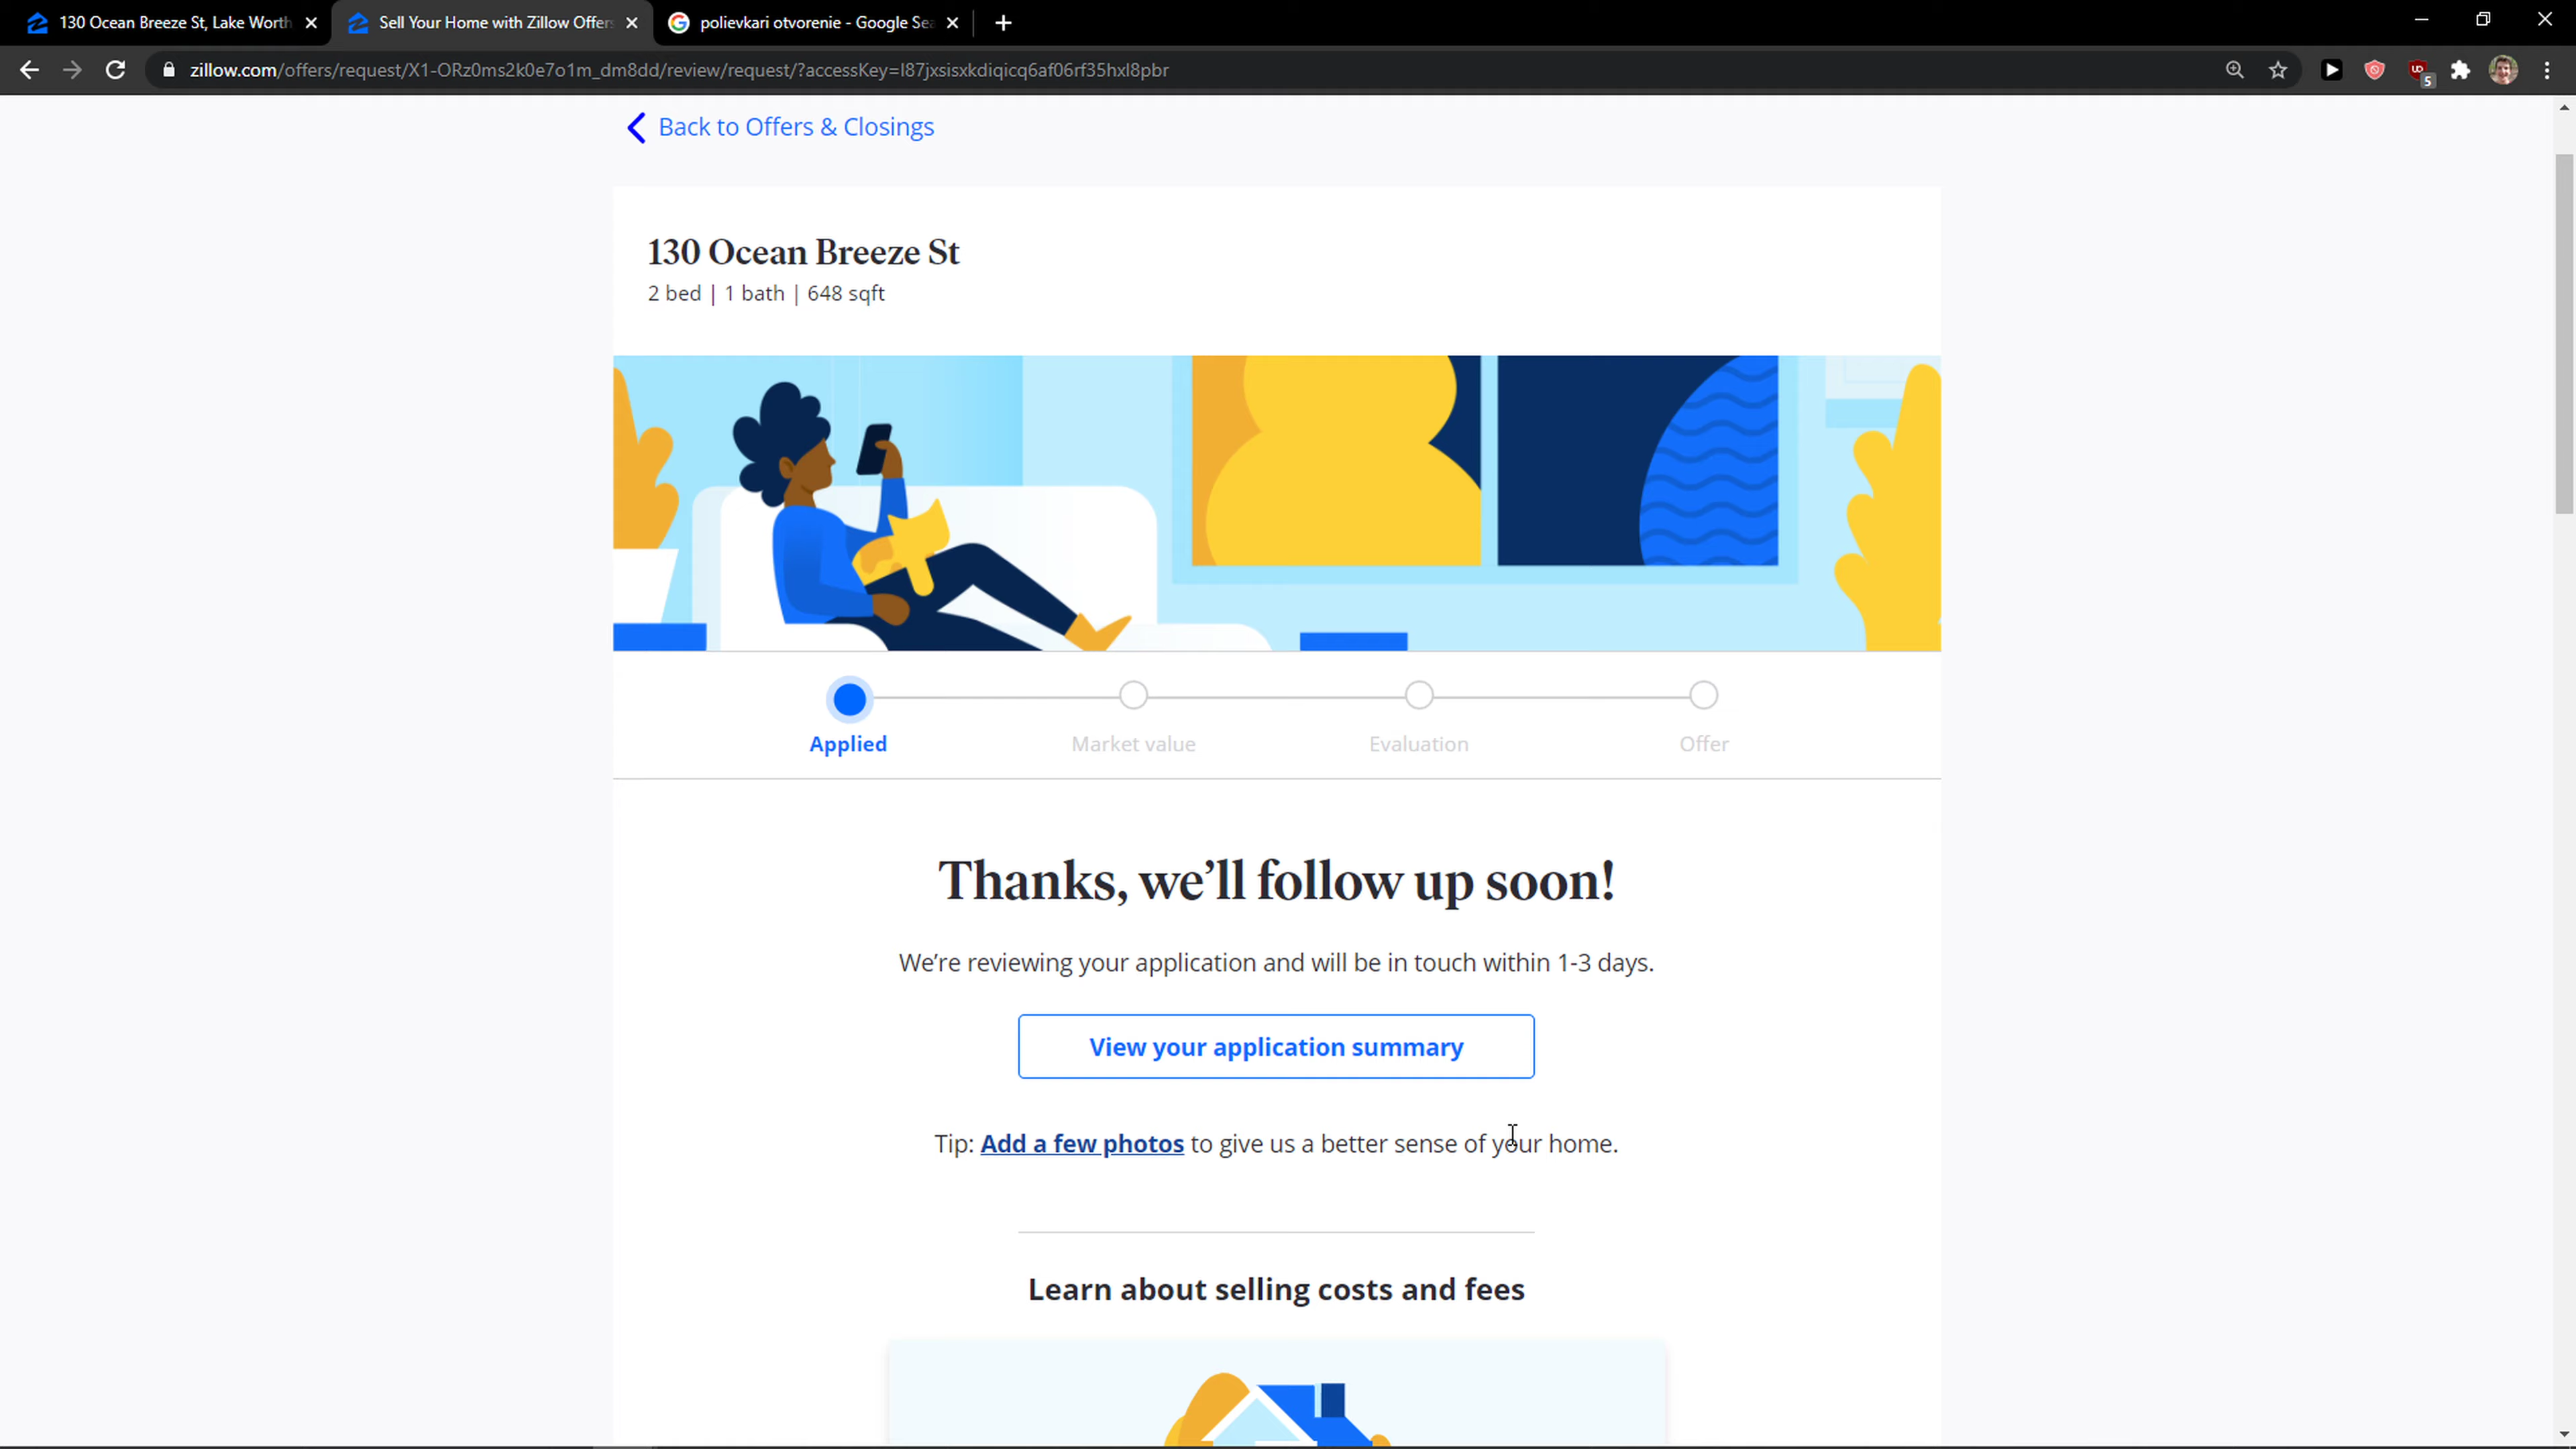 130 Ocean Breeze St, Lake Worth
Sell Your Home with Zillow Offers
polievkari otvorenie - Google Sea
zillow.com/offers/request/X1-ORz0ms2k0e7o1m_dm8dd/review/request/?accessKey=l87jxsisxkdiqicq6af06rf35hxl8pbr
5
Back to Offers & Closings
130 Ocean Breeze St
2 bed | 1 bath | 648 sqft
Applied
Market value
Evaluation
Offer
Thanks, we’ll follow up soon!
We’re reviewing your application and will be in touch within 1-3 days.
View your application summary
Tip: Add a few photos to give us a better sense of your home.
Learn about selling costs and fees